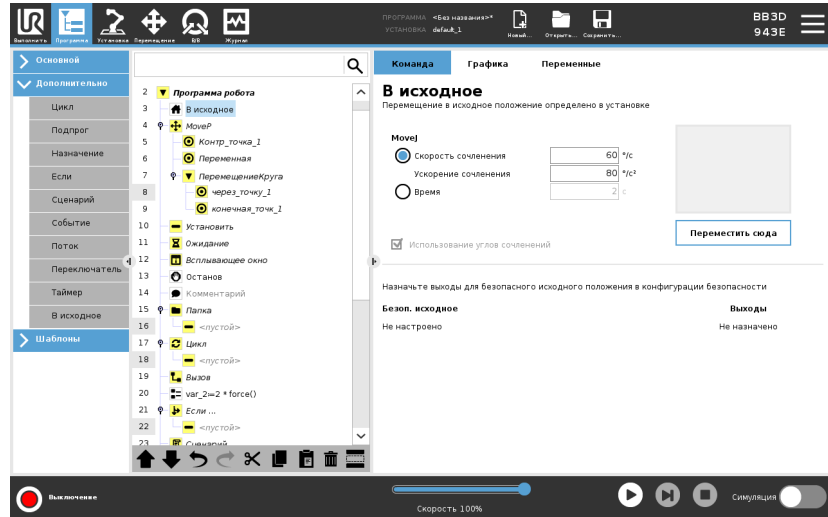 ПРОГРАММА <Без названия>*
УСТАНОВКА default_1
BB3D
943E
Выполнить Программа Установка Перемещение В/В Журнал
Новый... Открыть... Сохранить...
Основной
Дополнительно
Цикл
Подпрог
Назначение
Если
Сценарий
Событие
Поток
Переключатель
Таймер
В исходное
Шаблоны
2 Программа робота
3 В исходное
4 MoveP
5 Контр_точка_1
6 Переменная
7 ПеремещениеКруга
8 через_точку_1
9 конечная_точк_1
10 Установить
11 Ожидание
12 Всплывающее окно
13 Останов
14 Комментарий
15 Папка
16 <пустой>
17 Цикл
18 <пустой>
19 Вызов
20 var_2≔2 * force()
21 Если ...
22 <пустой>
23 Сценарий
Команда Графика Переменные
В исходное
Перемещение в исходное положение определено в установке
MoveJ
Скорость сочленения 60 °/с
Ускорение сочленения 80 °/с²
Время 2 с
Переместить сюда
Использование углов сочленений
Назначьте выходы для безопасного исходного положения в конфигурации безопасности
Безоп. исходное Выходы
Не настроено Не назначено
Выключение
Скорость 100%
Симуляция